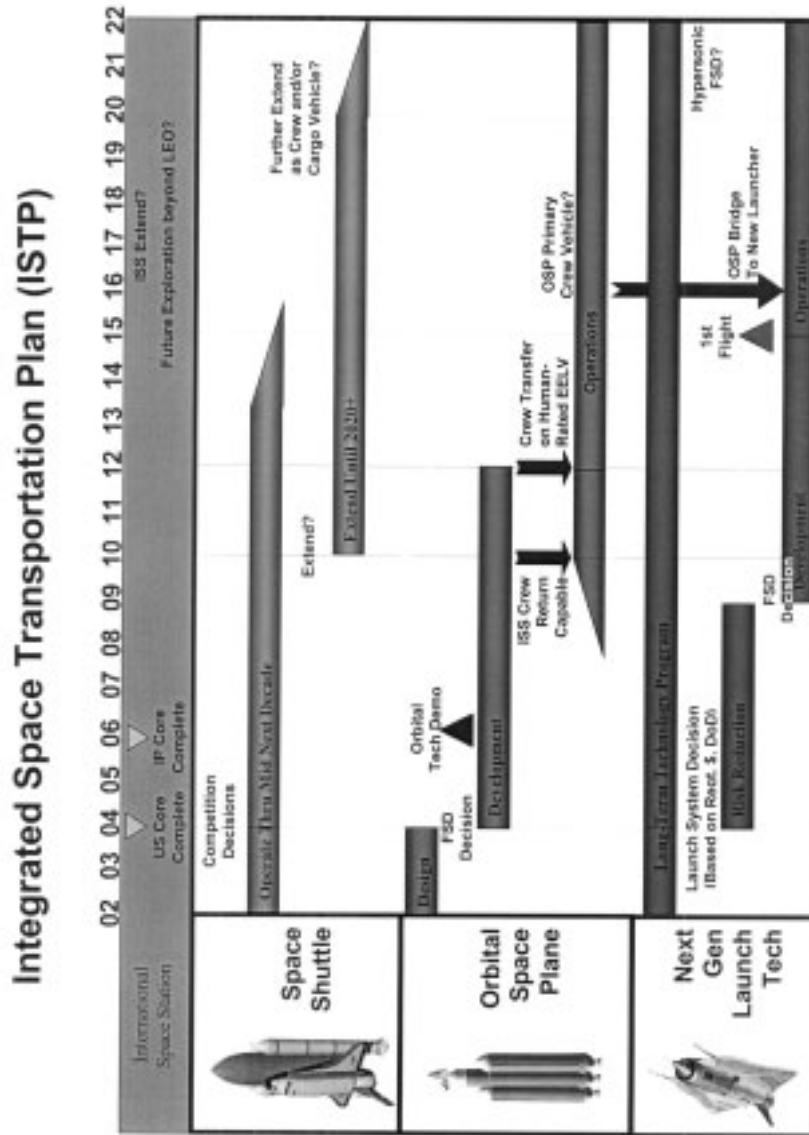 Integrated Space Transportation Plan (ISTP)
02 03 04 05 06 07 08 09 10 11 12 13 14 15 16 17 18 19 20 21 22
International
Space Station
US Core
Complete
IP Core
Complete
ISS Extend?
Future Exploration beyond LEO?
Space
Shuttle
Competition
Decisions
Operate Thru Mid Next Decade
Extend?
Extend Until 2020+
Further Extend
as Crew and/or
Cargo Vehicle?
Orbital
Space
Plane
Design
FSD
Decision
Orbital
Tech Demo
Development
ISS Crew
Return
Capable
Crew Transfer
on Human-
Rated EELV
OSP Primary
Crew Vehicle?
Operations
Next
Gen
Launch
Tech
Long-Term Technology Program
Launch System Decision
(Based on Reqt. $, DoD)
Risk Reduction
FSD
Decision
Development
1st
Flight
OSP Bridge
To New Launcher
Operations
Hypersonic
FSD?